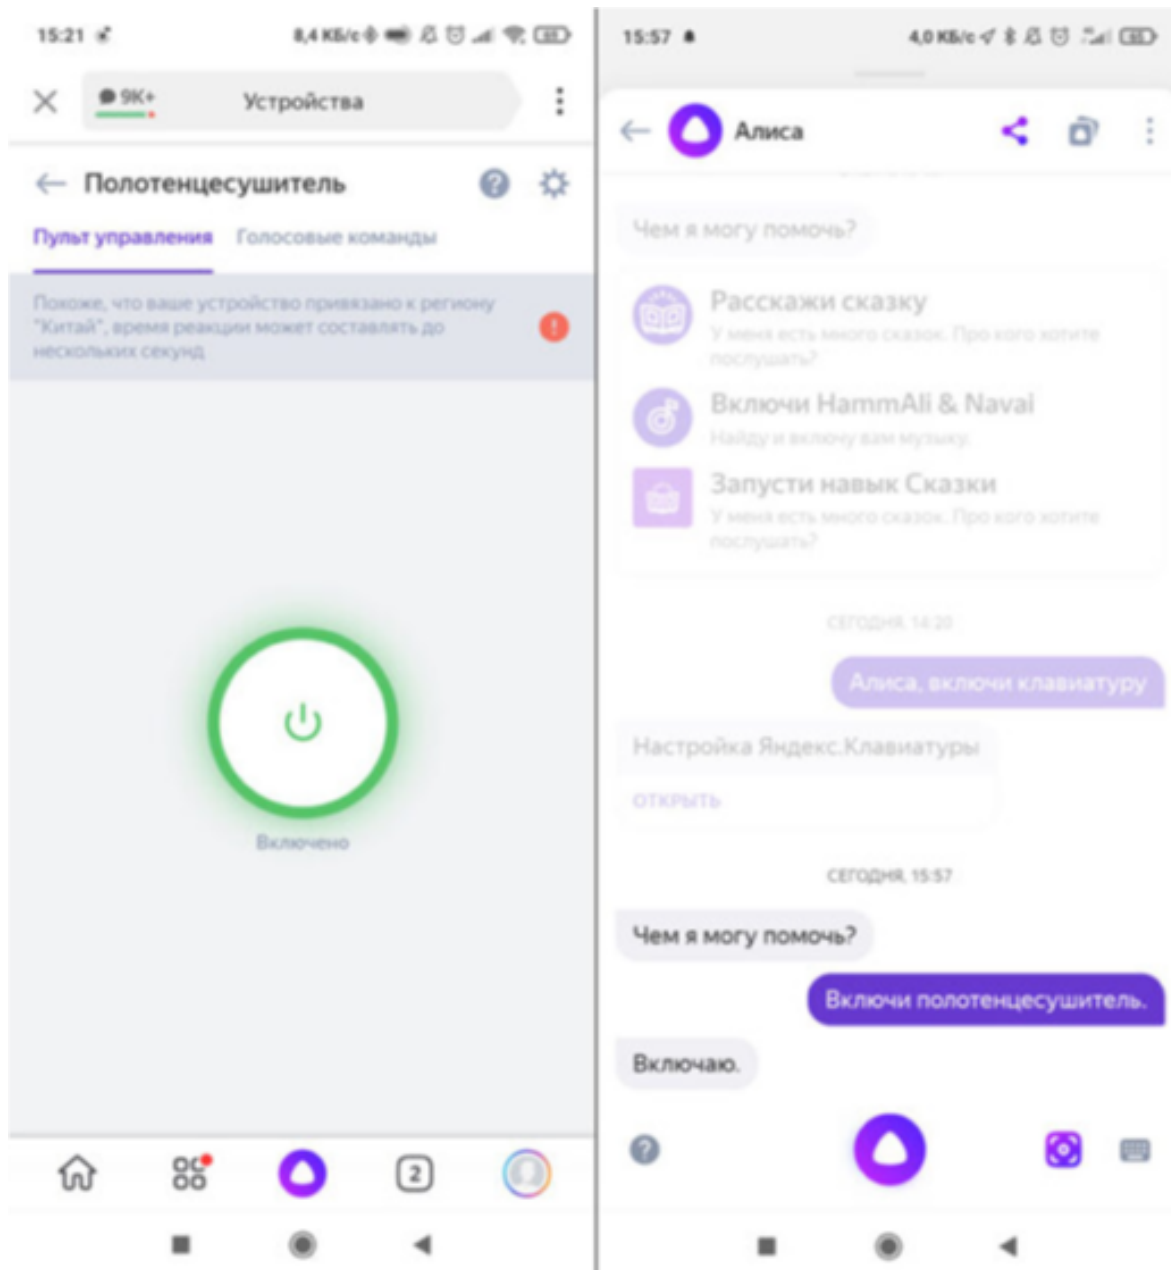 15:21
8,4 КБ/с
9K+
Устройства
Полотенцесушитель
Пульт управления
Голосовые команды
Похоже, что ваше устройство привязано к региону
"Китай", время реакции может составлять до
нескольких секунд
Включено
2
15:57
4,0 КБ/с
Алиса
Чем я могу помочь?
Расскажи сказку
У меня есть много сказок. Про кого хотите
послушать?
Включи HammAli & Navai
Найду и включу вам музыку.
Запусти навык Сказки
У меня есть много сказок. Про кого хотите
послушать?
СЕГОДНЯ, 14:20
Алиса, включи клавиатуру
Настройка Яндекс.Клавиатуры
ОТКРЫТЬ
СЕГОДНЯ, 15:57
Чем я могу помочь?
Включи полотенцесушитель.
Включаю.